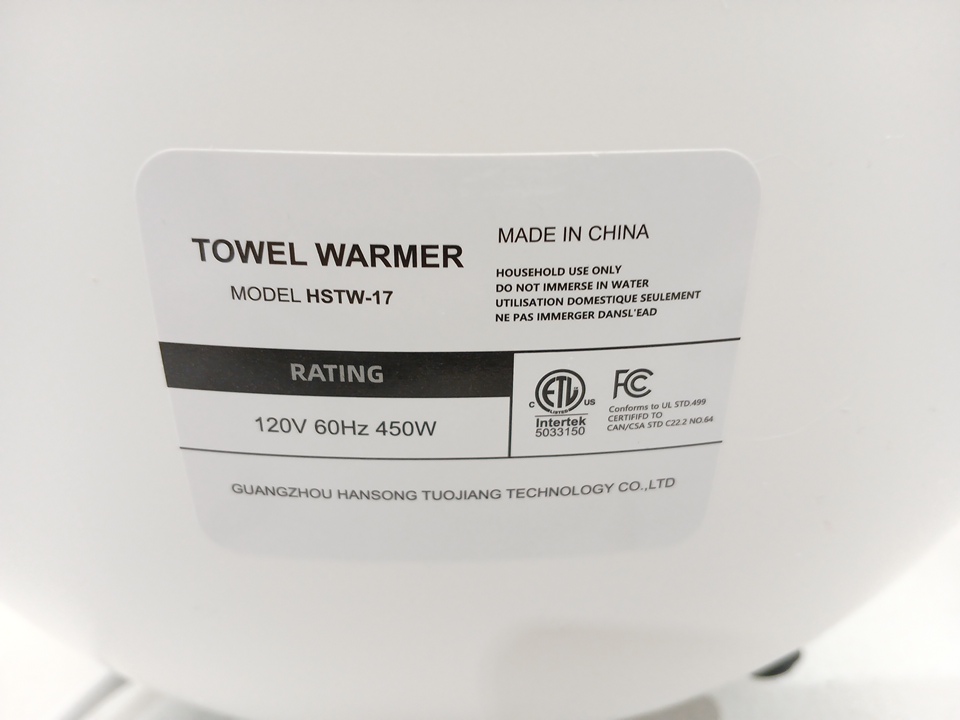 TOWEL WARMER
MODEL HSTW-17
MADE IN CHINA
HOUSEHOLD USE ONLY
DO NOT IMMERSE IN WATER
UTILISATION DOMESTIQUE SEULEMENT
NE PAS IMMERGER DANSL'EAD
RATING
120V 60Hz 450W
ETL
LISTED
C US
Intertek
5033150
FC
Conforms to UL STD.499
CERTIFIFD TO
CAN/CSA STD C22.2 NO.64
GUANGZHOU HANSONG TUOJIANG TECHNOLOGY CO.,LTD